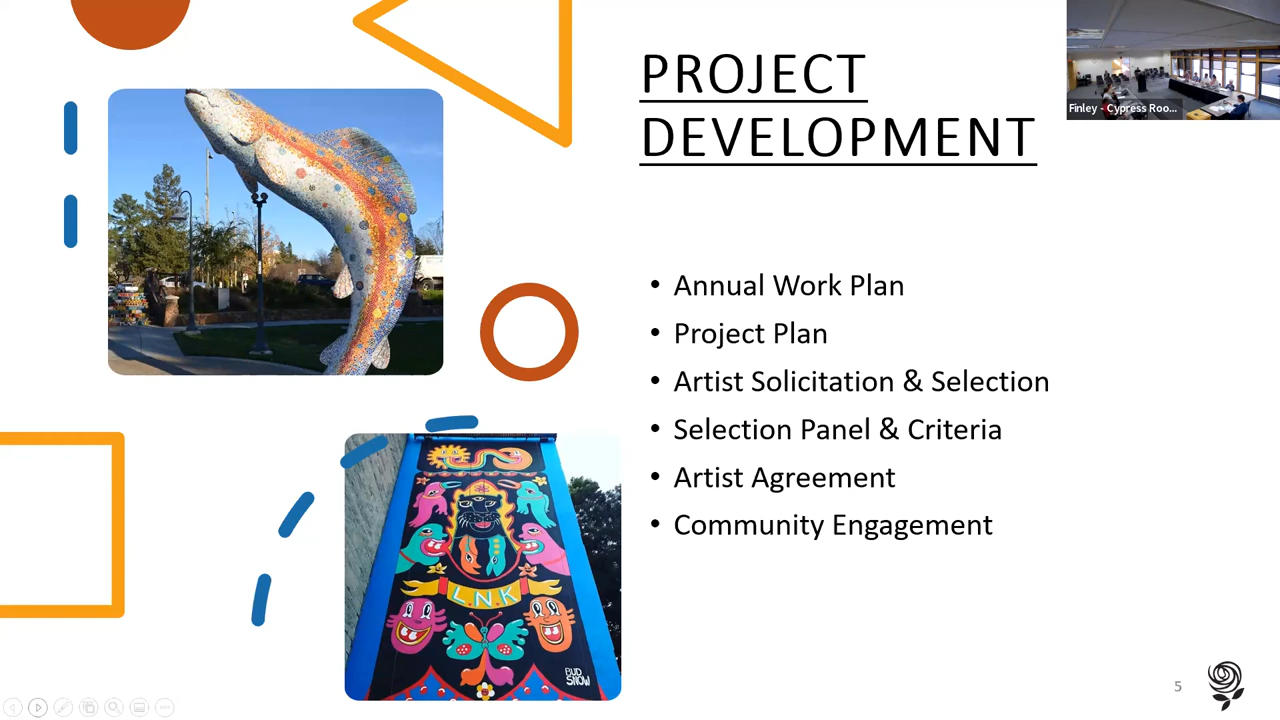 PROJECT
DEVELOPMENT
Finley - Cypress Roo...
• Annual Work Plan
• Project Plan
• Artist Solicitation & Selection
• Selection Panel & Criteria
• Artist Agreement
• Community Engagement
L.N.K
BUD
SNOW
5